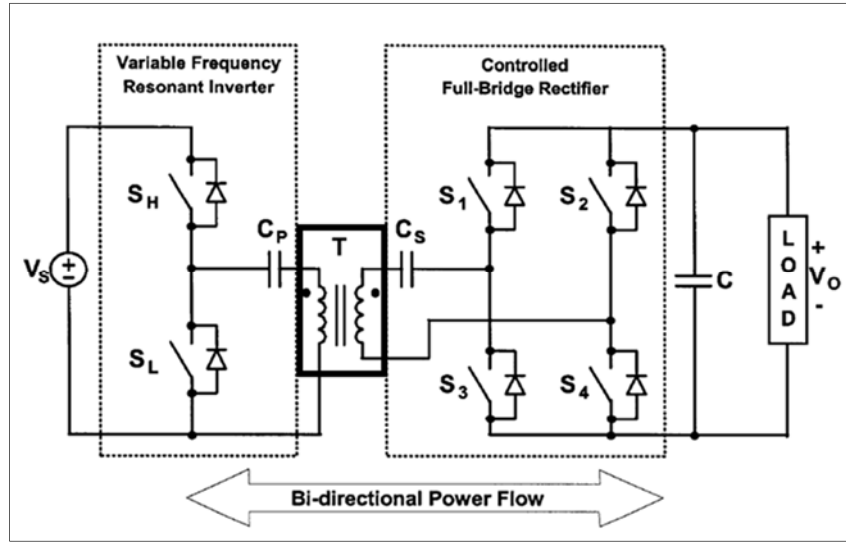 Variable Frequency
Resonant Inverter
Controlled
Full-Bridge Rectifier
S_H
S_1
S_2
C_P
T
C_S
V_S
+
-
C
LOAD
+
V_O
-
S_L
S_3
S_4
Bi-directional Power Flow